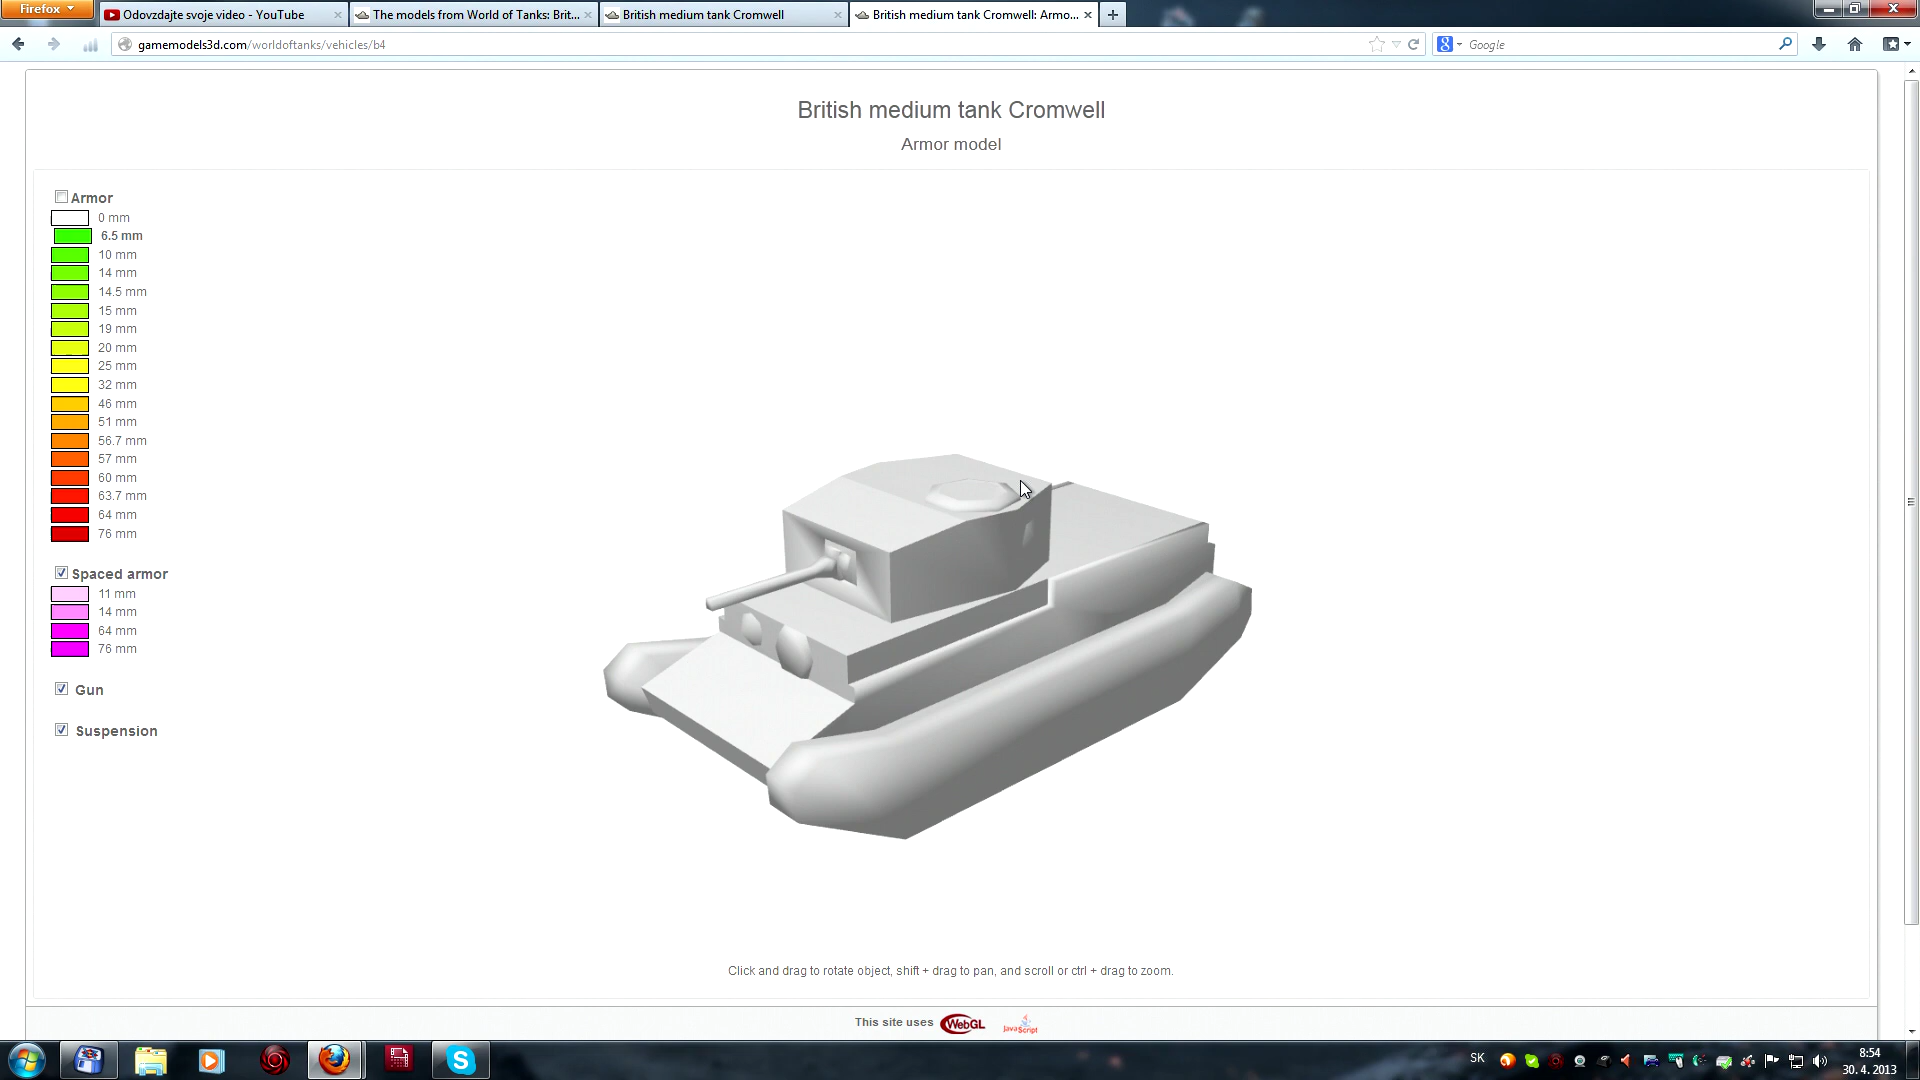 Firefox
Odovzdajte svoje video - YouTube
The models from World of Tanks: Brit...
British medium tank Cromwell
British medium tank Cromwell: Armo...
gamemodels3d.com/worldoftanks/vehicles/b4
Google
British medium tank Cromwell
Armor model
Armor
0 mm
6.5 mm
10 mm
14 mm
14.5 mm
15 mm
19 mm
20 mm
25 mm
32 mm
46 mm
51 mm
56.7 mm
57 mm
60 mm
63.7 mm
64 mm
76 mm
Spaced armor
11 mm
14 mm
64 mm
76 mm
Gun
Suspension
Click and drag to rotate object, shift + drag to pan, and scroll or ctrl + drag to zoom.
This site uses WebGL JavaScript
SK
8:54
30. 4. 2013